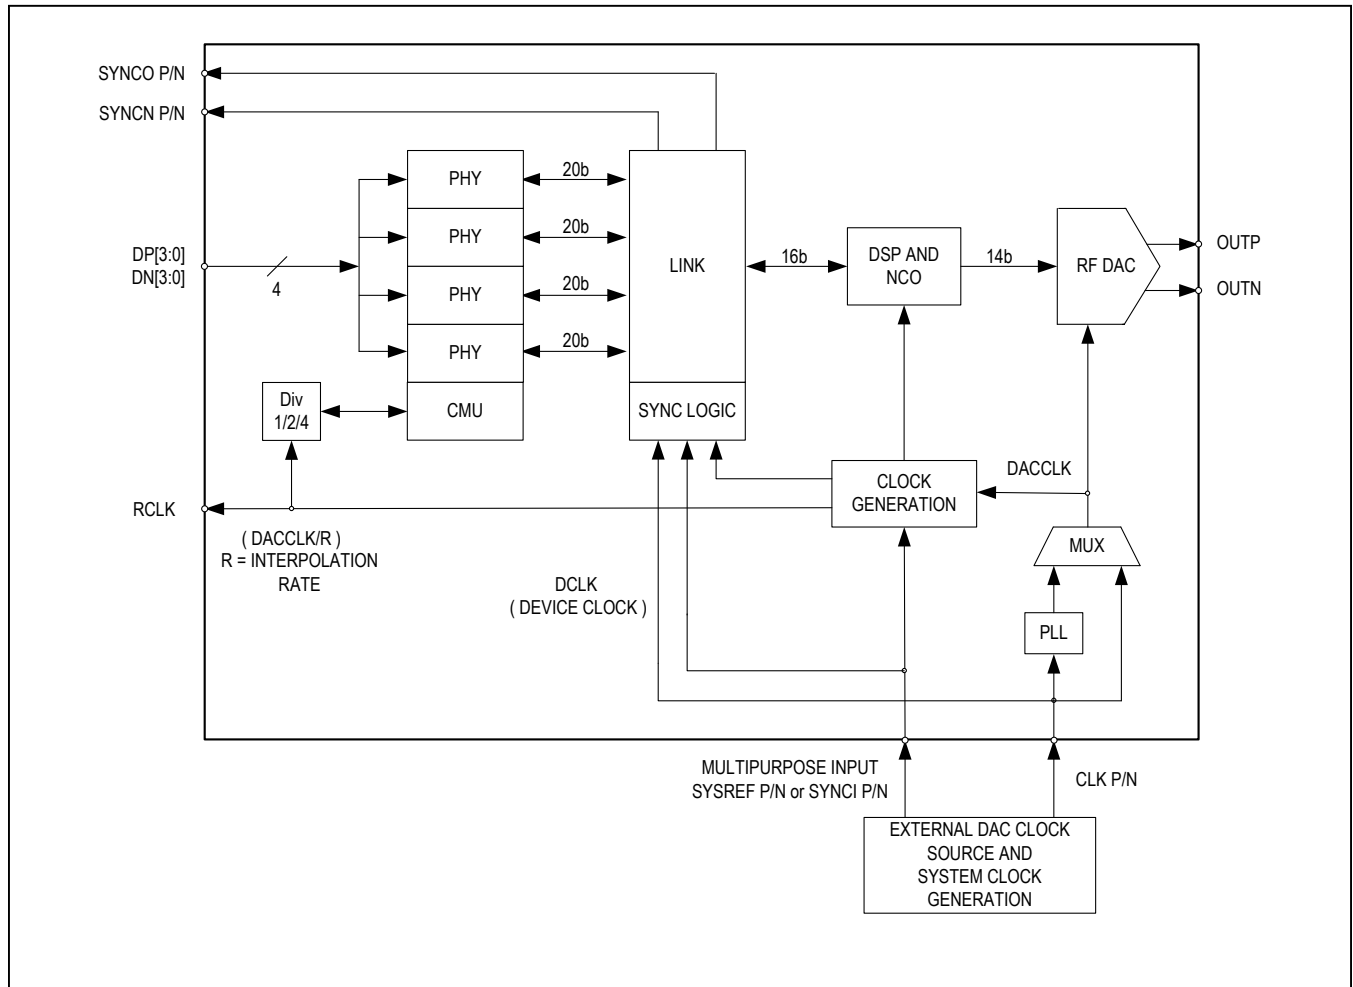 SYNCO P/N
SYNCN P/N
PHY
20b
PHY
20b
PHY
20b
PHY
20b
CMU
DP[3:0]
DN[3:0]
4
LINK
SYNC LOGIC
16b
DSP AND
NCO
14b
RF DAC
OUTP
OUTN
Div
1/2/4
RCLK
( DACCLK/R )
R = INTERPOLATION
RATE
CLOCK
GENERATION
DACCLK
MUX
PLL
DCLK
( DEVICE CLOCK )
MULTIPURPOSE INPUT
SYSREF P/N or SYNCI P/N
CLK P/N
EXTERNAL DAC CLOCK
SOURCE AND
SYSTEM CLOCK
GENERATION